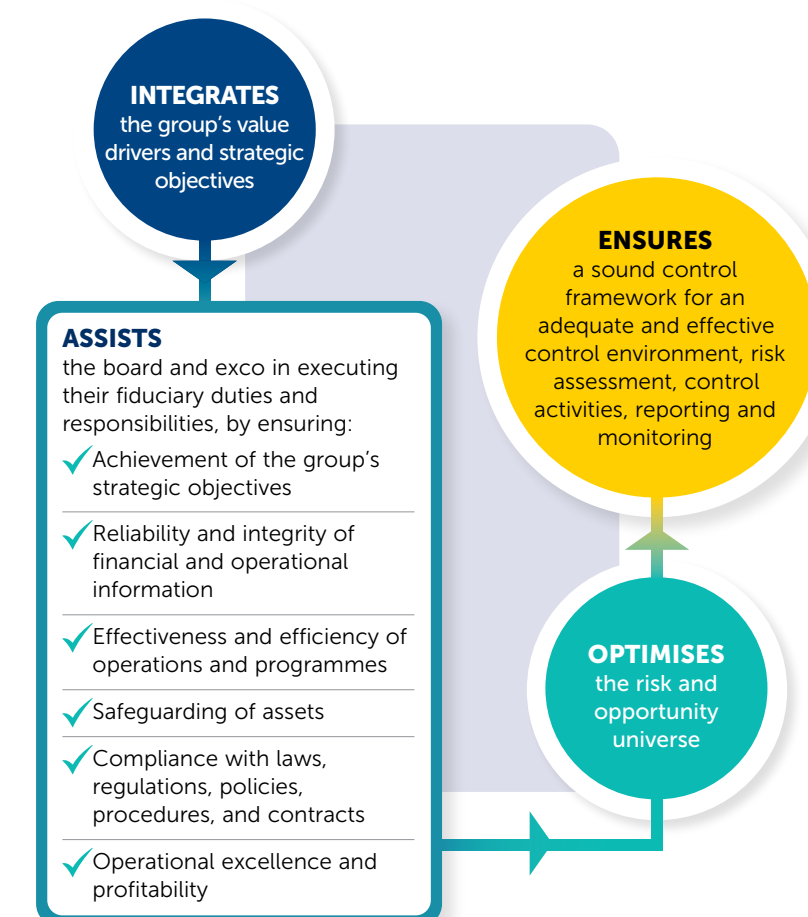 INTEGRATES
the group’s value
drivers and strategic
objectives
ASSISTS
the board and exco in executing
their fiduciary duties and
responsibilities, by ensuring:
Achievement of the group’s
strategic objectives
Reliability and integrity of
financial and operational
information
Effectiveness and efficiency of
operations and programmes
Safeguarding of assets
Compliance with laws,
regulations, policies,
procedures, and contracts
Operational excellence and
profitability
OPTIMISES
the risk and
opportunity
universe
ENSURES
a sound control
framework for an
adequate and effective
control environment, risk
assessment, control
activities, reporting and
monitoring